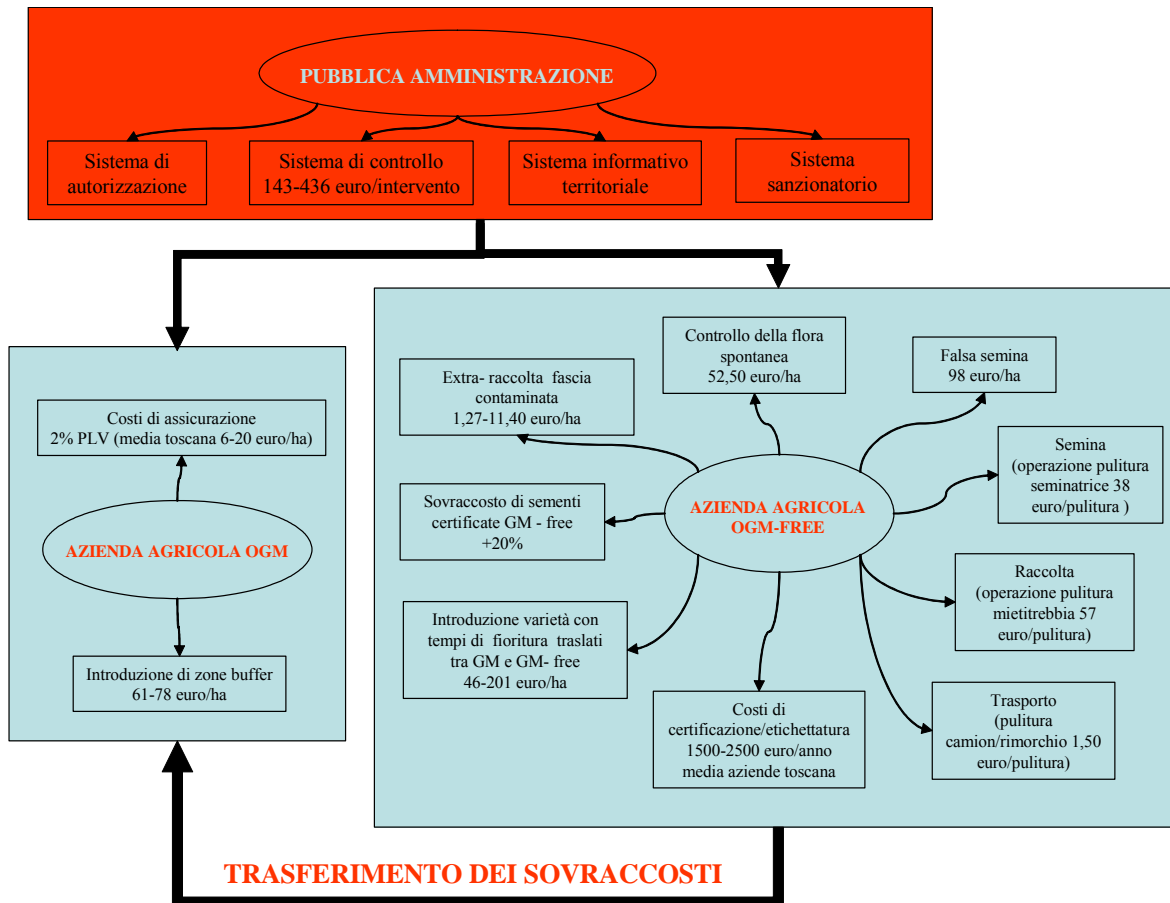 PUBBLICA AMMINISTRAZIONE
Sistema di
autorizzazione
Sistema di controllo
143-436 euro/intervento
Sistema informativo
territoriale
Sistema
sanzionatorio
Costi di assicurazione
2% PLV (media toscana 6-20 euro/ha)
AZIENDA AGRICOLA OGM
Introduzione di zone buffer
61-78 euro/ha
Extra- raccolta fascia
contaminata
1,27-11,40 euro/ha
Controllo della flora
spontanea
52,50 euro/ha
Falsa semina
98 euro/ha
Sovraccosto di sementi
certificate GM - free
+20%
AZIENDA AGRICOLA
OGM-FREE
Semina
(operazione pulitura
seminatrice 38
euro/pulitura )
Introduzione varietà con
tempi di fioritura traslati
tra GM e GM- free
46-201 euro/ha
Raccolta
(operazione pulitura
mietitrebbia 57
euro/pulitura)
Costi di
certificazione/etichettatura
1500-2500 euro/anno
media aziende toscana
Trasporto
(pulitura
camion/rimorchio 1,50
euro/pulitura)
TRASFERIMENTO DEI SOVRACCOSTI